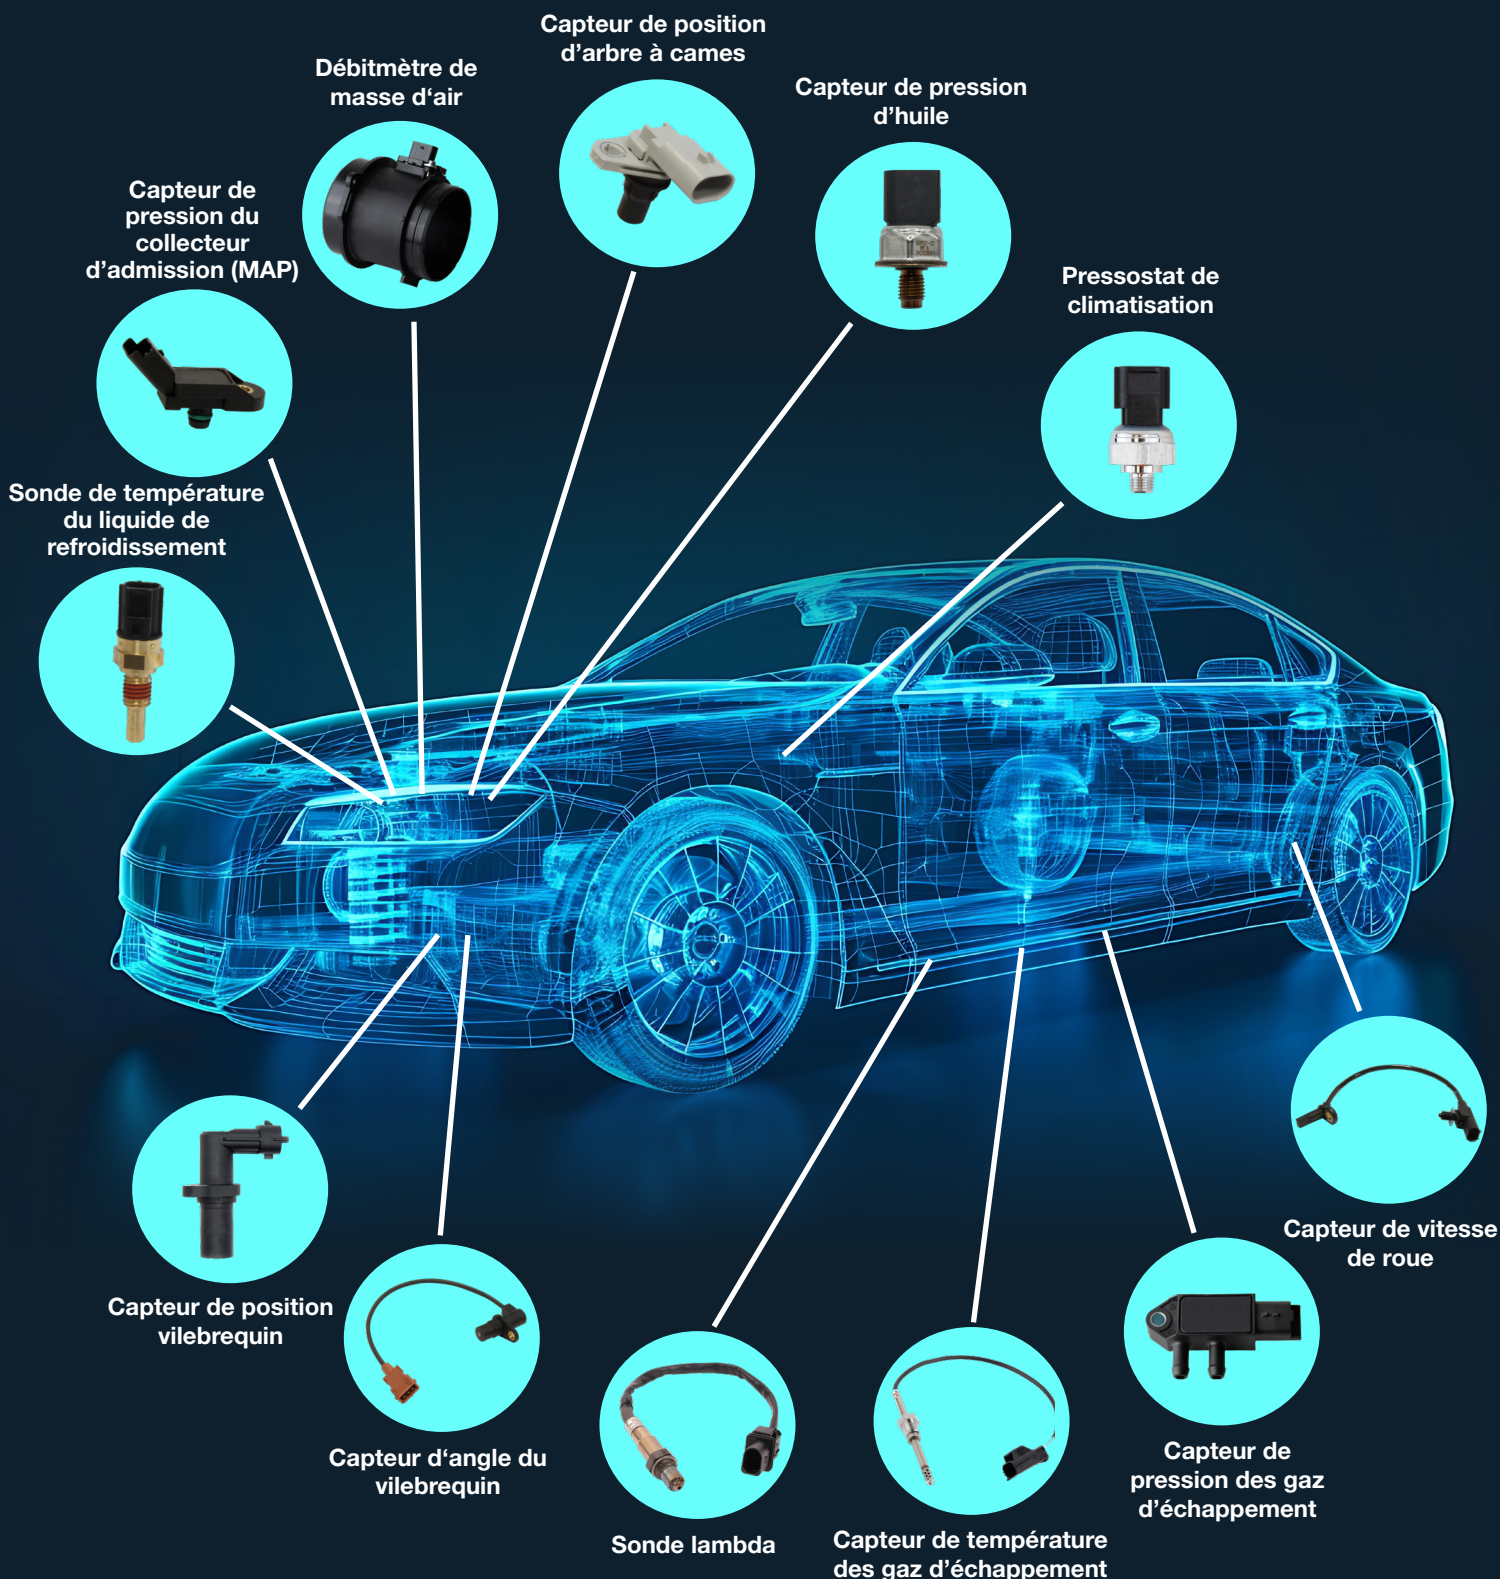 Capteur de position
d’arbre à cames
Débitmètre de
masse d‘air
Capteur de pression
d’huile
Capteur de
pression du
collecteur
d’admission (MAP)
Pressostat de
climatisation
Sonde de température
du liquide de
refroidissement
Capteur de vitesse
de roue
Capteur de position
vilebrequin
Capteur d‘angle du
vilebrequin
Capteur de
pression des gaz
d’échappement
Sonde lambda
Capteur de température
des gaz d’échappement